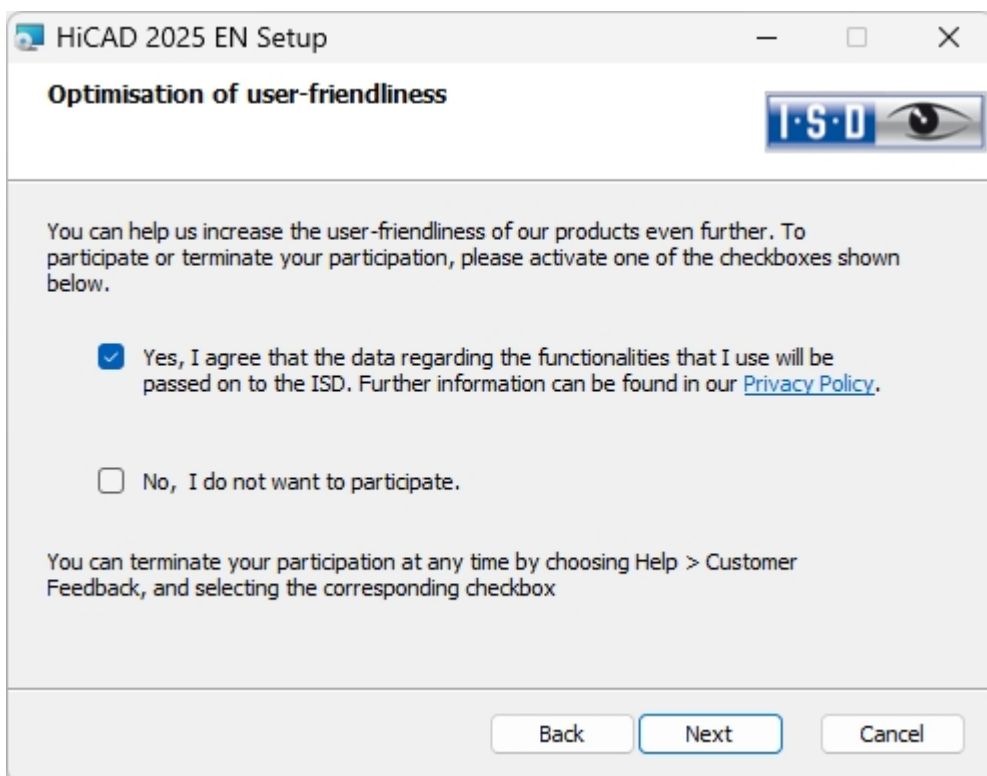 HiCAD 2025 EN Setup
Optimisation of user-friendliness
I·S·D
You can help us increase the user-friendliness of our products even further. To
participate or terminate your participation, please activate one of the checkboxes shown
below.
Yes, I agree that the data regarding the functionalities that I use will be
passed on to the ISD. Further information can be found in our Privacy Policy.
No,  I do not want to participate.
You can terminate your participation at any time by choosing Help > Customer
Feedback, and selecting the corresponding checkbox
Back
Next
Cancel